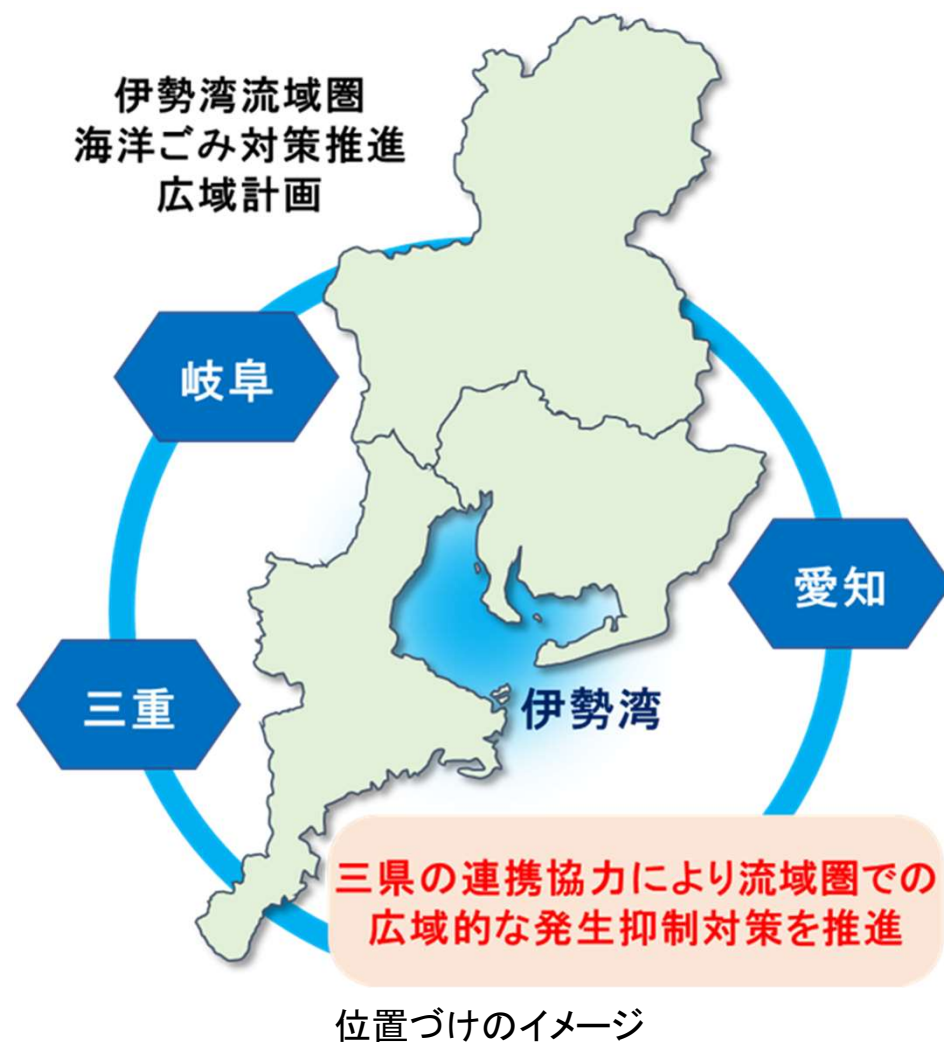 伊勢湾流域圏
海洋ごみ対策推進
広域計画
岐阜
愛知
三重
伊勢湾
三県の連携協力により流域圏での
広域的な発生抑制対策を推進
位置づけのイメージ